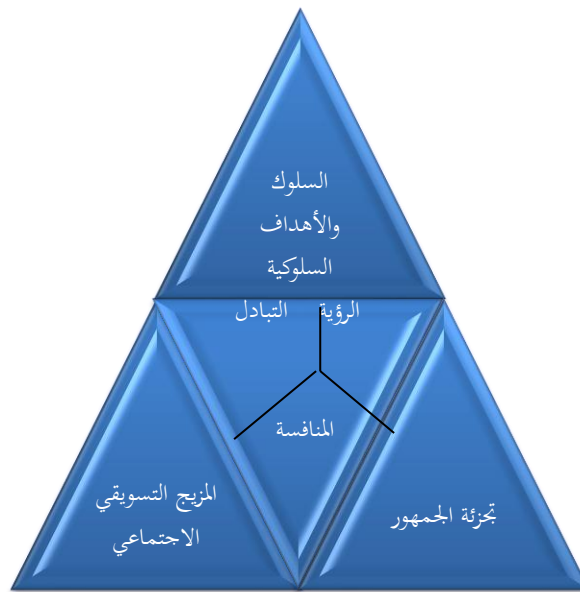 السلوك
والأهداف
السلوكية
الرؤية التبادل
المنافسة
المزيج التسويقي
الاجتماعي
تجزئة الجمهور